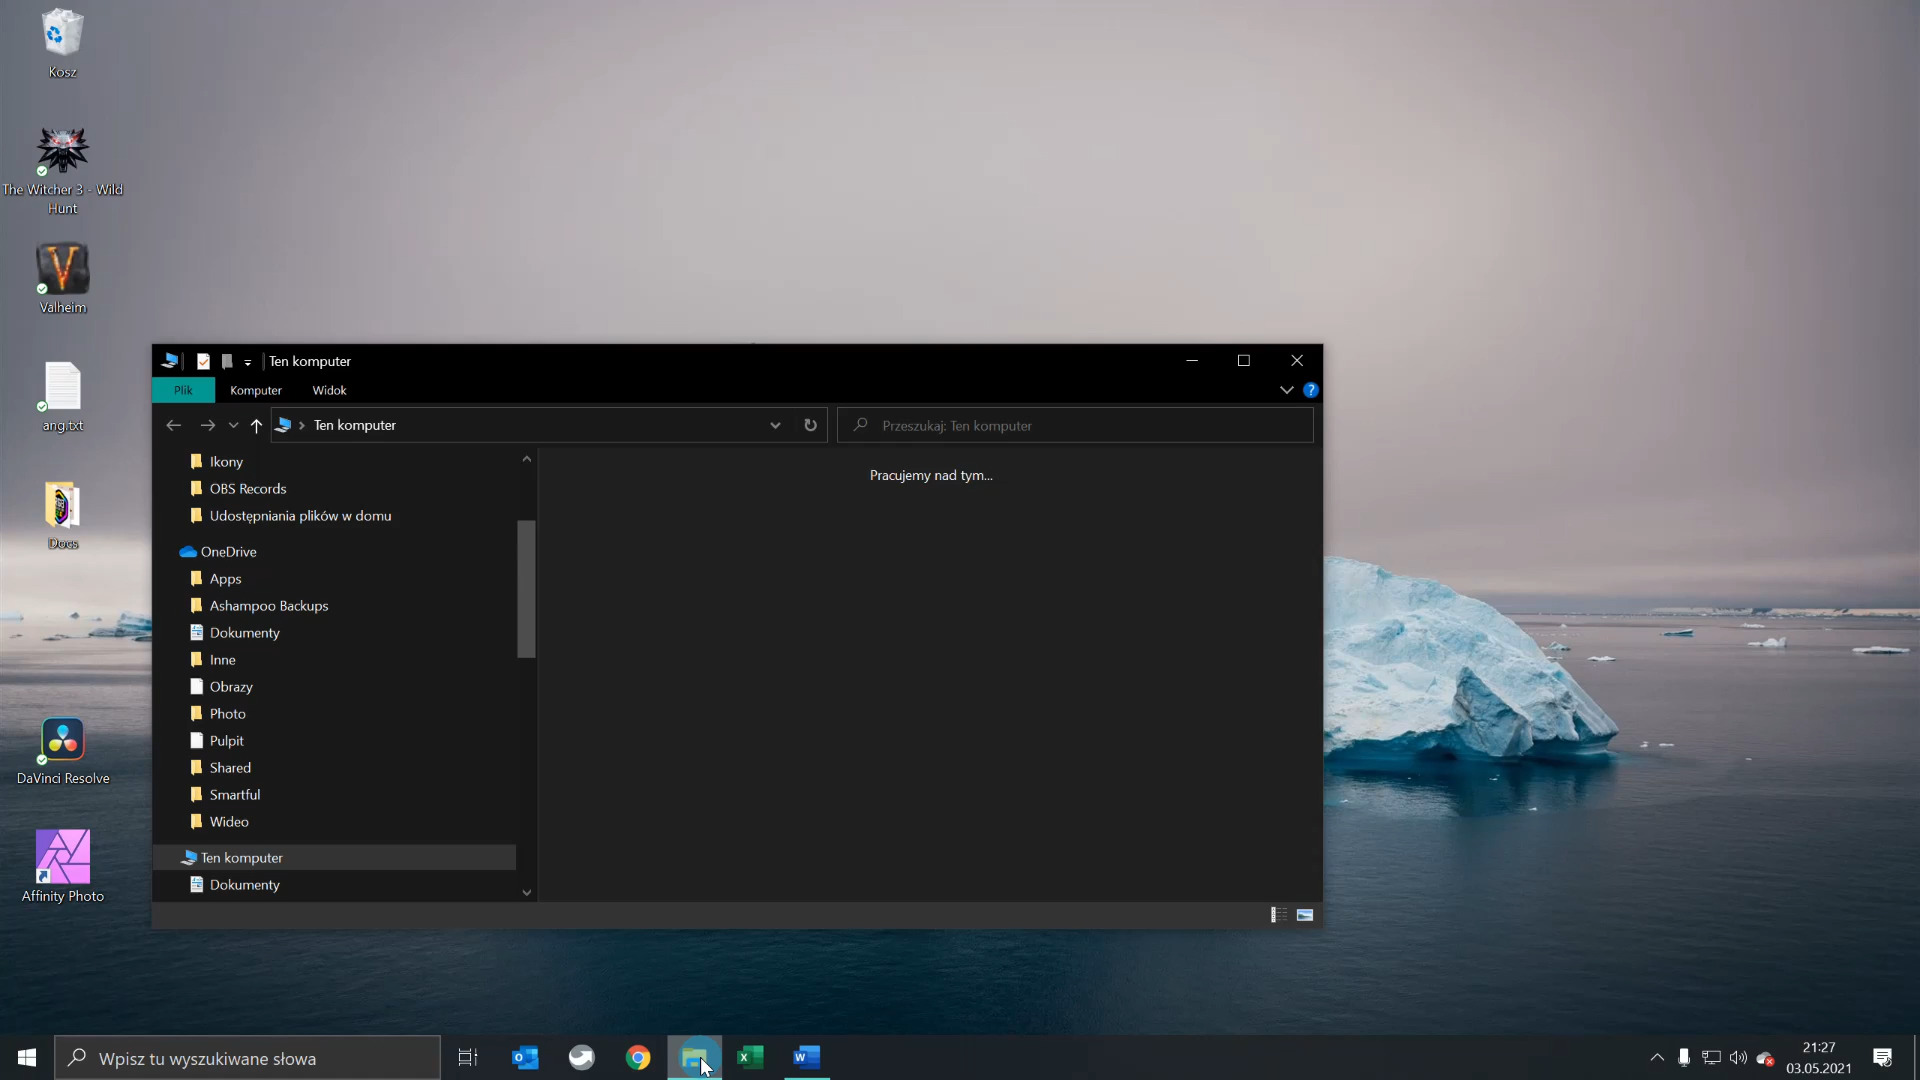 Kosz
The Witcher 3 - Wild
Hunt
Valheim
ang.txt
Docs
DaVinci Resolve
Affinity Photo
Ten komputer
Plik
Komputer
Widok
?
Ten komputer
Przeszukaj: Ten komputer
Ikony
OBS Records
Udostępniania plików w domu
OneDrive
Apps
Ashampoo Backups
Dokumenty
Inne
Obrazy
Photo
Pulpit
Shared
Smartful
Wideo
Ten komputer
Dokumenty
Pracujemy nad tym...
Wpisz tu wyszukiwane słowa
21:27
03.05.2021